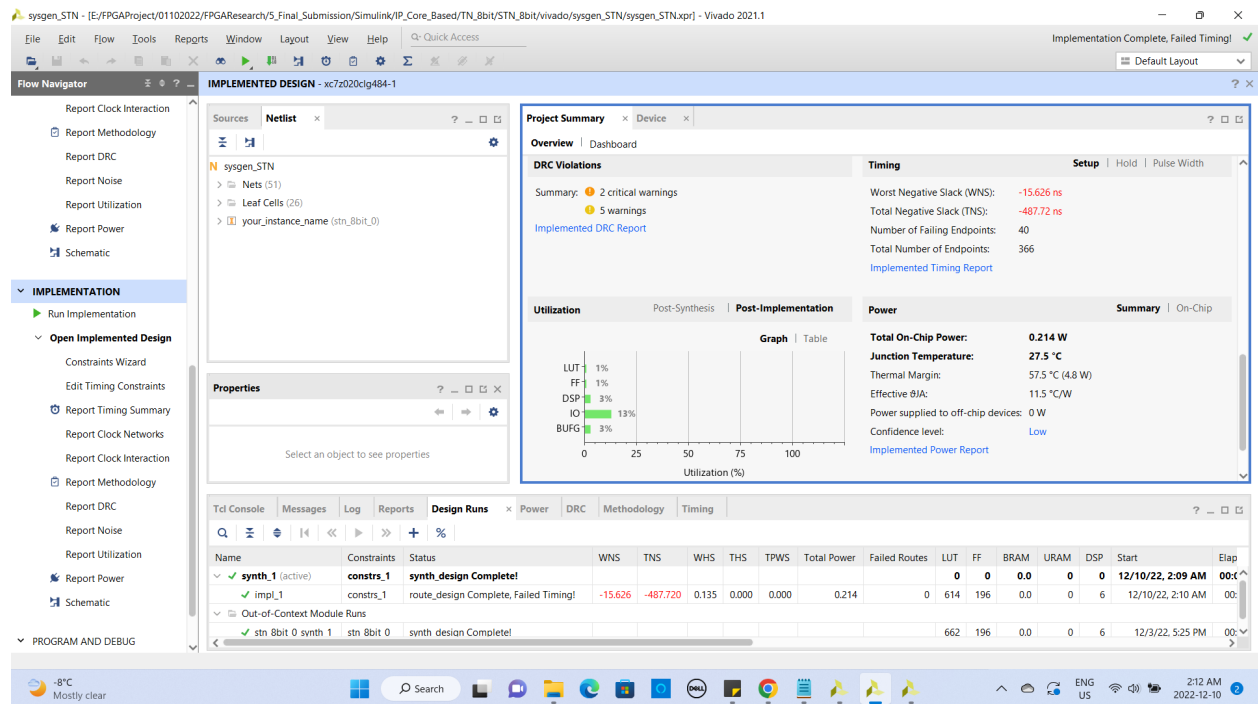 sysgen_STN - [E:/FPGAProject/01102022/FPGAResearch/5_Final_Submission/Simulink/IP_Core_Based/TN_8bit/STN_8bit/vivado/sysgen_STN/sysgen_STN.xpr] - Vivado 2021.1
File Edit Flow Tools Reports Window Layout View Help Quick Access Implementation Complete, Failed Timing!
Default Layout
Flow Navigator
IMPLEMENTED DESIGN - xc7z020clg484-1
Report Clock Interaction
Report Methodology
Report DRC
Report Noise
Report Utilization
Report Power
Schematic
IMPLEMENTATION
Run Implementation
Open Implemented Design
Constraints Wizard
Edit Timing Constraints
Report Timing Summary
Report Clock Networks
Report Clock Interaction
Report Methodology
Report DRC
Report Noise
Report Utilization
Report Power
Schematic
PROGRAM AND DEBUG
Sources Netlist
N sysgen_STN
Nets (51)
Leaf Cells (26)
your_instance_name (stn_8bit_0)
Properties
Select an object to see properties
Project Summary Device
Overview Dashboard
DRC Violations
Summary: 2 critical warnings
5 warnings
Implemented DRC Report
Timing Setup Hold Pulse Width
Worst Negative Slack (WNS): -15.626 ns
Total Negative Slack (TNS): -487.72 ns
Number of Failing Endpoints: 40
Total Number of Endpoints: 366
Implemented Timing Report
Utilization Post-Synthesis Post-Implementation
Graph Table
LUT 1%
FF 1%
DSP 3%
IO 13%
BUFG 3%
0 25 50 75 100
Utilization (%)
Power Summary On-Chip
Total On-Chip Power: 0.214 W
Junction Temperature: 27.5 °C
Thermal Margin: 57.5 °C (4.8 W)
Effective ϑJA: 11.5 °C/W
Power supplied to off-chip devices: 0 W
Confidence level: Low
Implemented Power Report
Tcl Console Messages Log Reports Design Runs Power DRC Methodology Timing
Name Constraints Status WNS TNS WHS THS TPWS Total Power Failed Routes LUT FF BRAM URAM DSP Start Elap
synth_1 (active) constrs_1 synth_design Complete! 0 0 0.0 0 0 12/10/22, 2:09 AM 00:0
impl_1 constrs_1 route_design Complete, Failed Timing! -15.626 -487.720 0.135 0.000 0.000 0.214 0 614 196 0.0 0 6 12/10/22, 2:10 AM 00:
Out-of-Context Module Runs
stn_8bit_0_synth_1 stn_8bit_0 synth_design Complete! 662 196 0.0 0 6 12/3/22, 5:25 PM 00:
-8°C
Mostly clear
Search
DELL
ENG
US
2:12 AM
2022-12-10
2